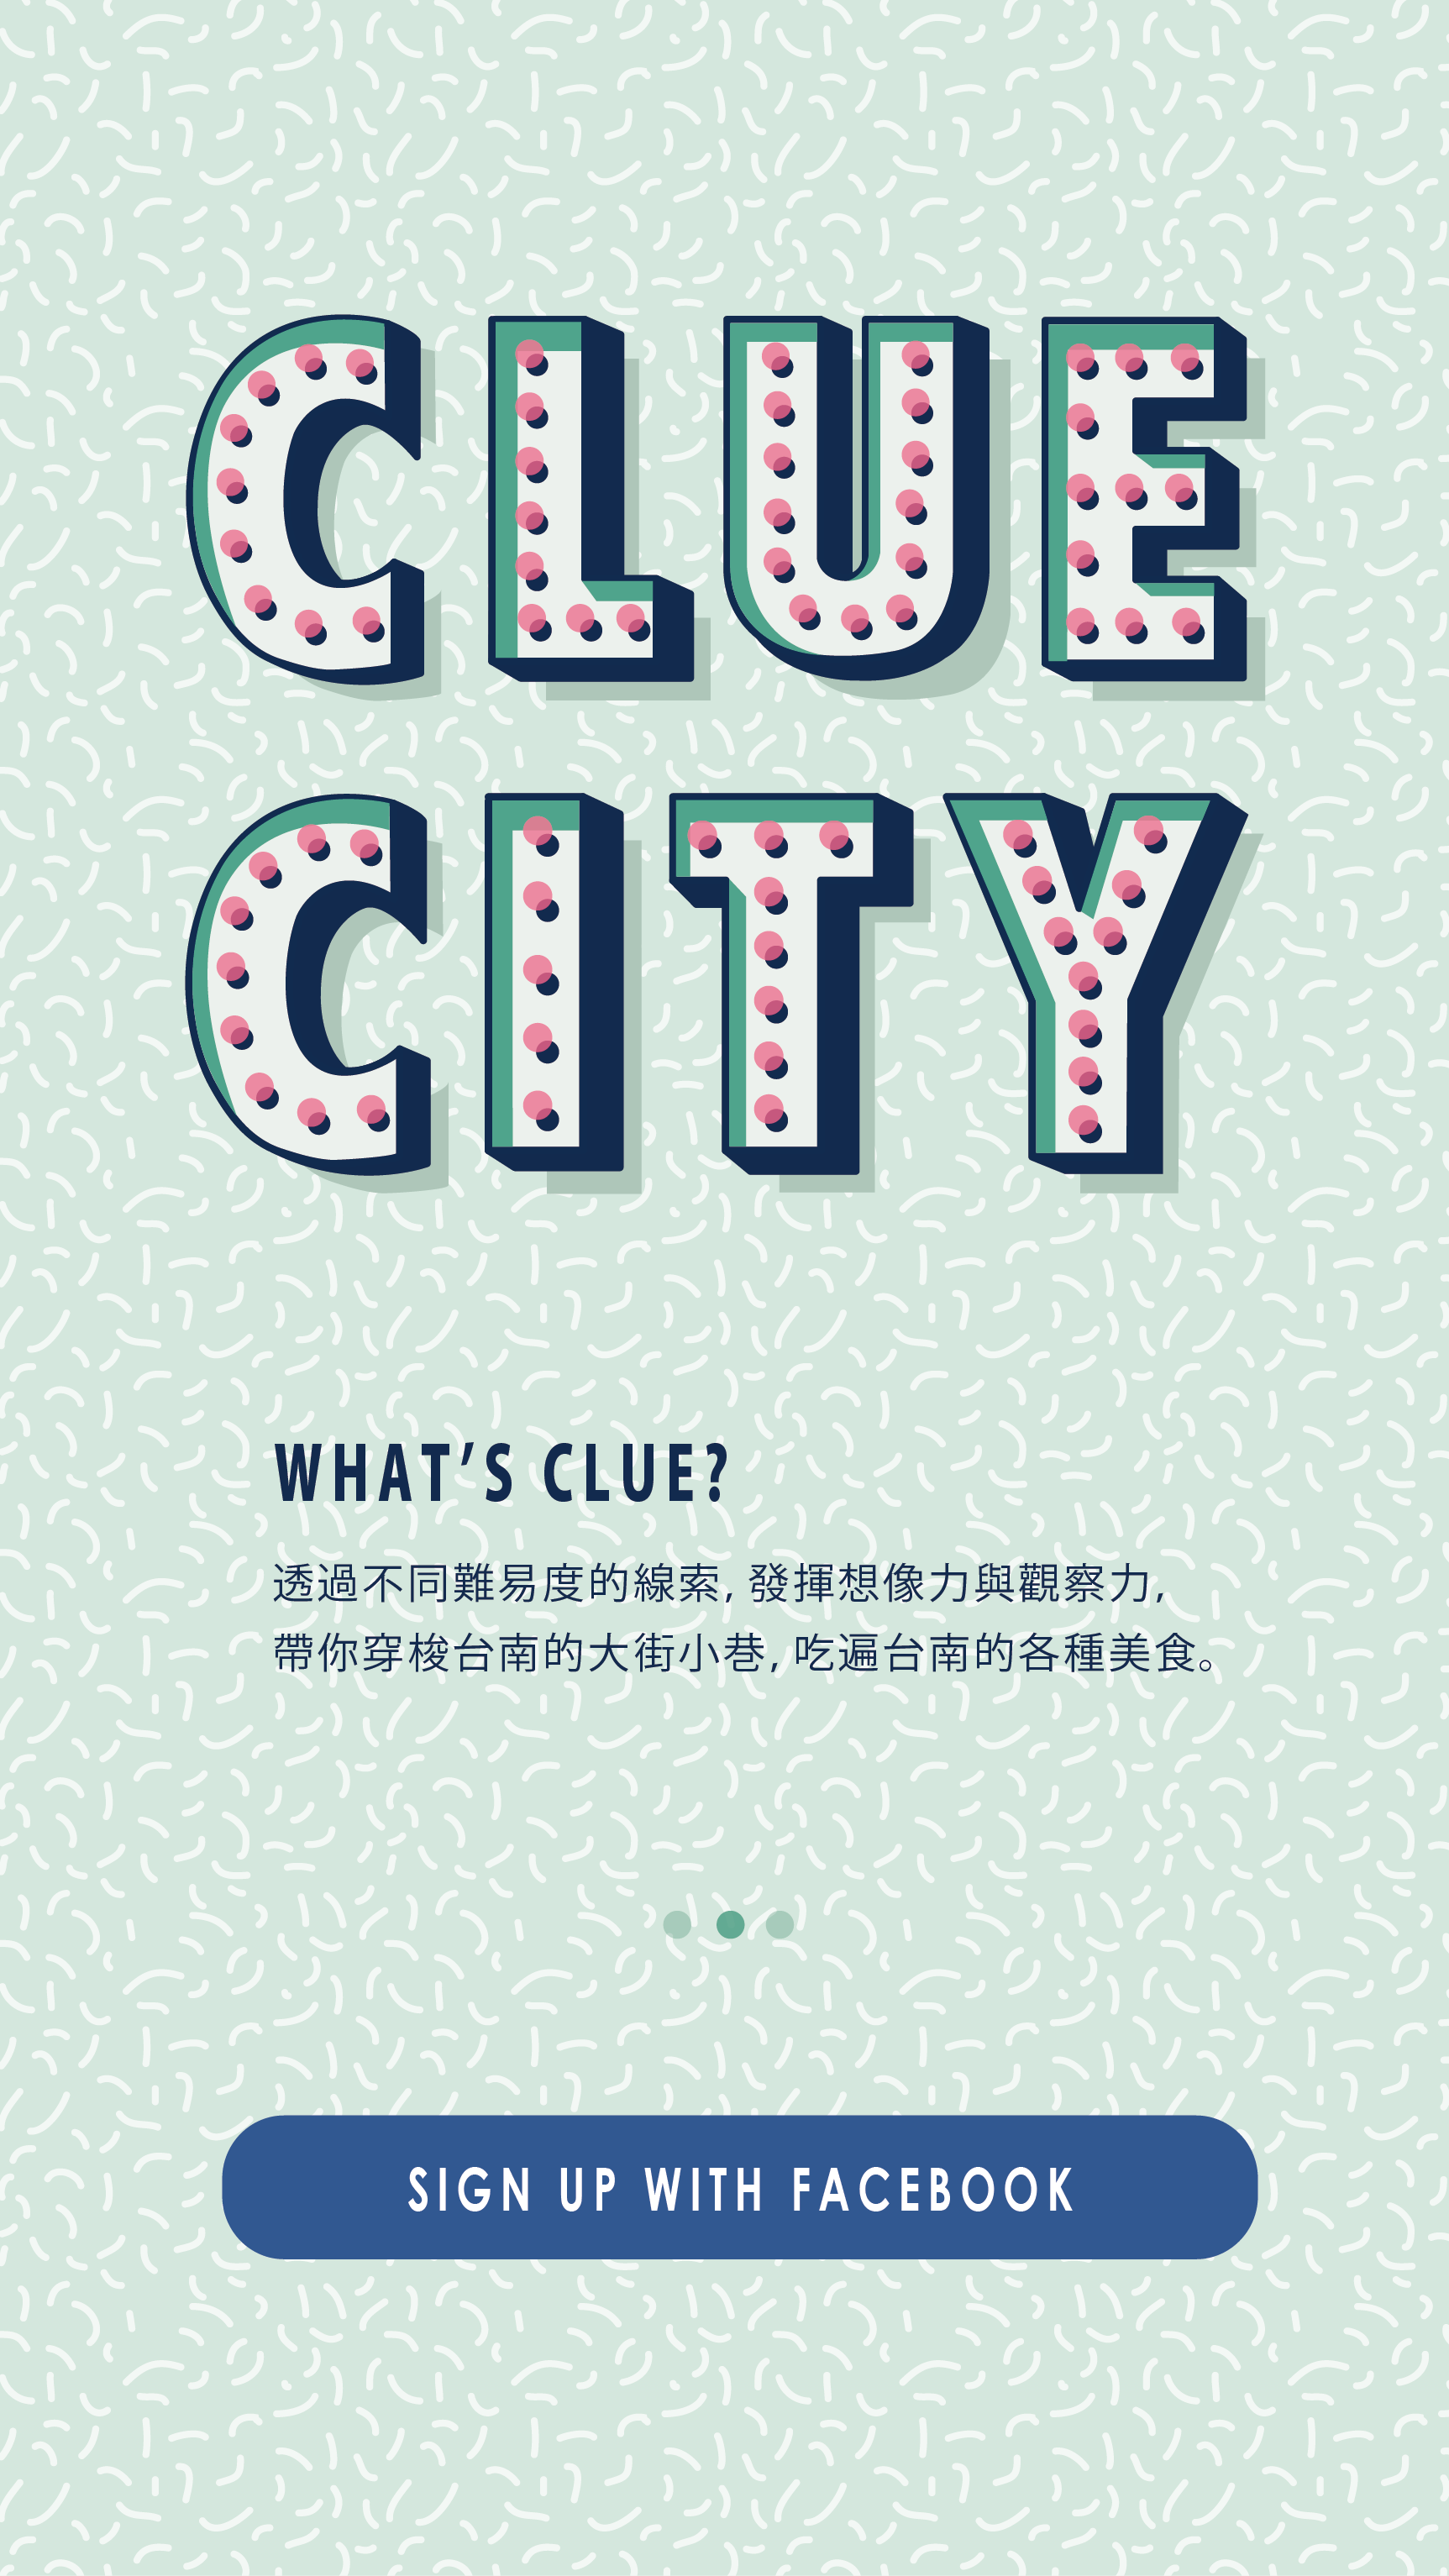 CLUE
CITY
WHAT’S CLUE?
透過不同難易度的線索, 發揮想像力與觀察力,
帶你穿梭台南的大街小巷, 吃遍台南的各種美食。
SIGN UP WITH FACEBOOK